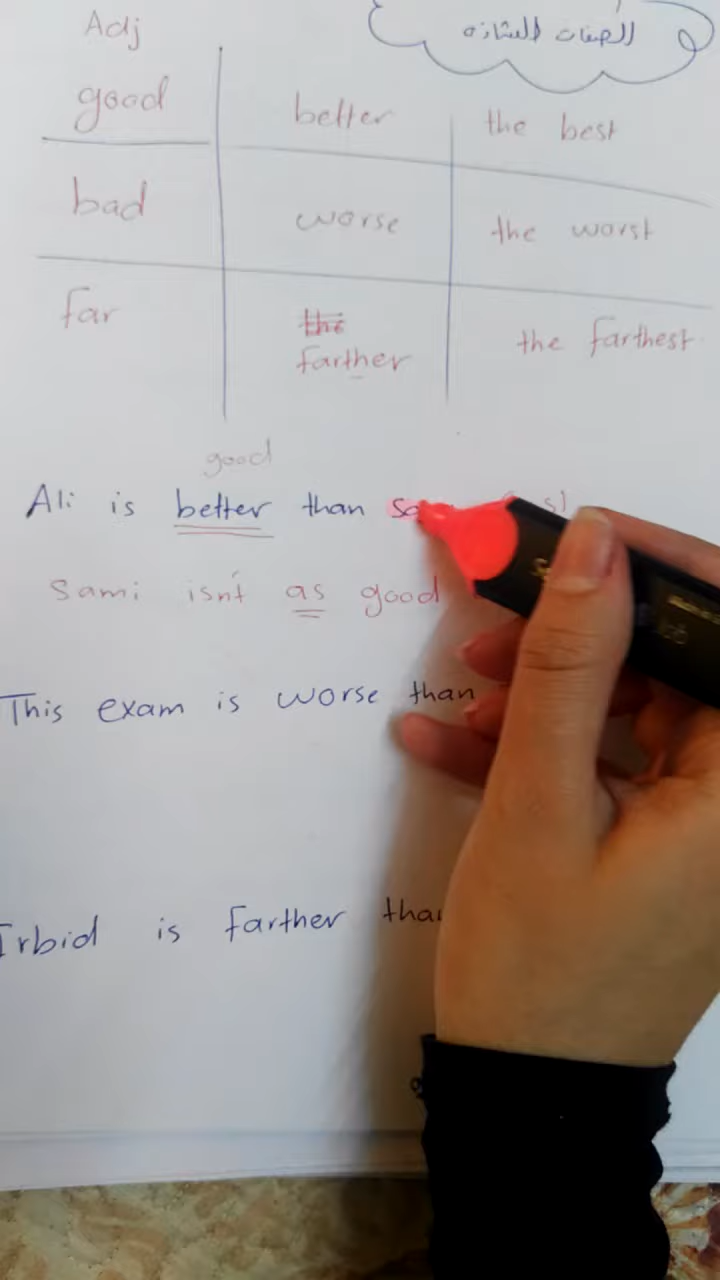 الصفات الشاذه
Adj
good better the best
bad worse the worst
far the farther the farthest
good
Ali is better than
Sami isn't as good
This exam is worse than
Irbid is farther